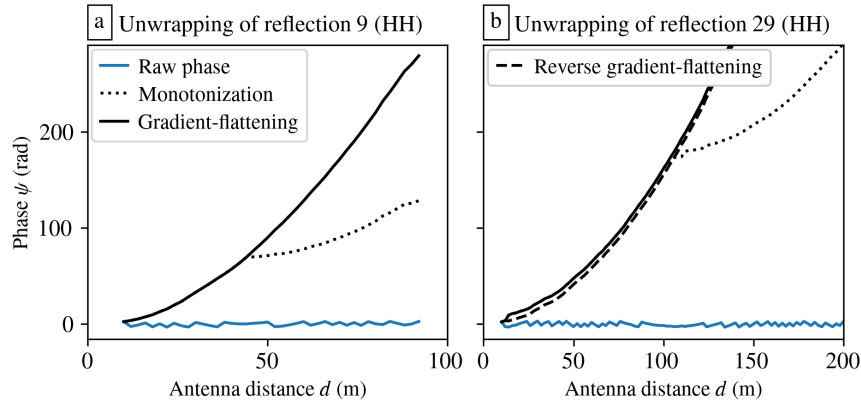 a Unwrapping of reflection 9 (HH)
Raw phase
Monotonization
Gradient-flattening
200
100
0
Phase ψ (rad)
0 50 100
Antenna distance d (m)
b Unwrapping of reflection 29 (HH)
Reverse gradient-flattening
0 50 100 150 200
Antenna distance d (m)